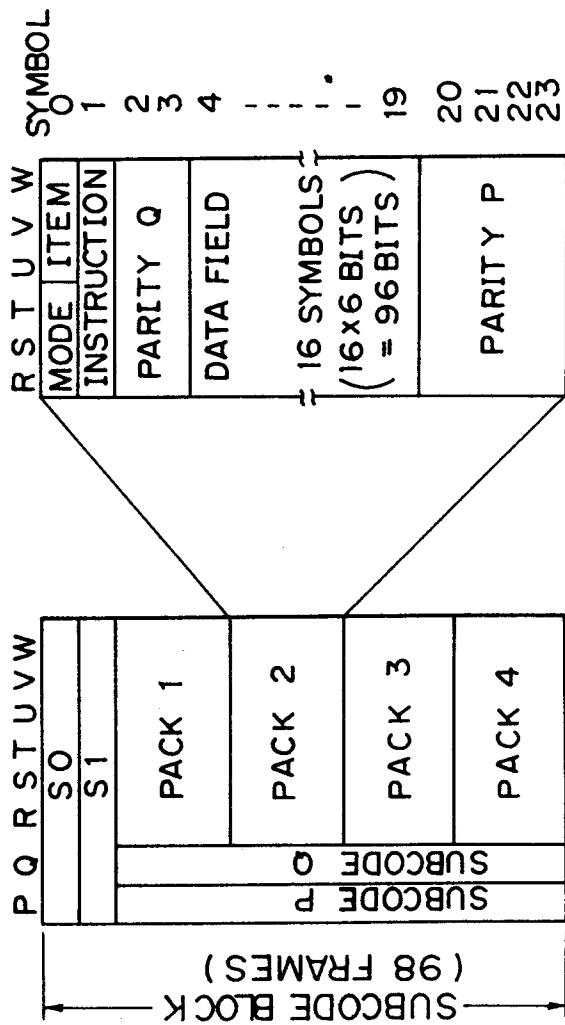 SUBCODE BLOCK
(98 FRAMES)
P Q R S T U V W
S0
S1
SUBCODE P
SUBCODE Q
PACK 1
PACK 2
PACK 3
PACK 4
R S T U V W
SYMBOL
MODE ITEM 0
INSTRUCTION 1
PARITY Q 2
3
DATA FIELD 4
16 SYMBOLS
(16x6 BITS
= 96 BITS) 19
PARITY P 20
21
22
23